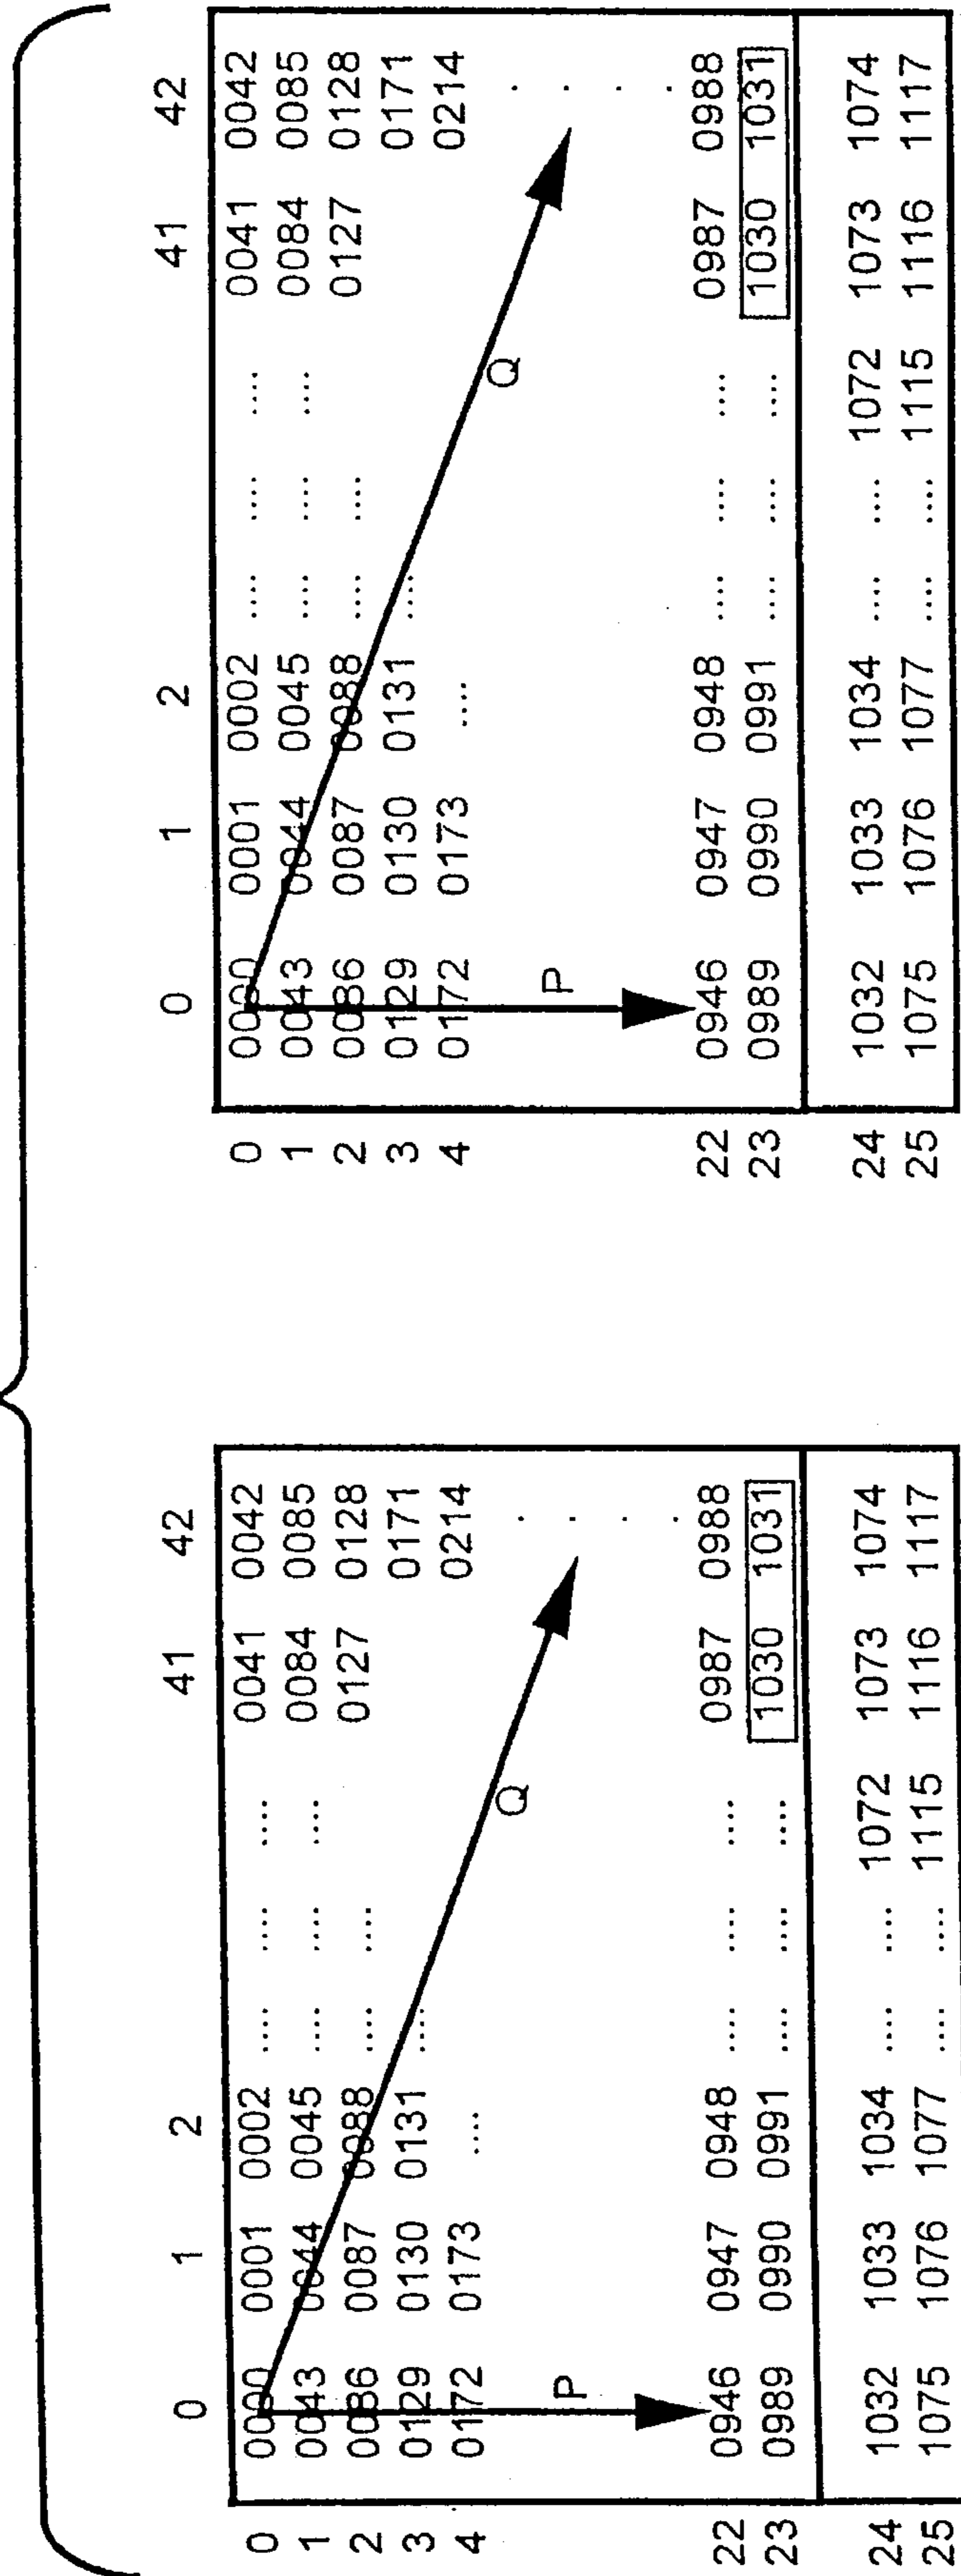 0 1 2 41 42
0 0000 0001 0002 .... .... .... 0041 0042
1 0043 0044 0045 .... .... .... 0084 0085
2 0086 0087 0088 .... .... 0127 0128
3 0129 0130 0131 .... 0171
4 0172 0173 .... 0214
Q
P
22 0946 0947 0948 .... .... .... 0987 0988
23 0989 0990 0991 .... .... .... 1030 1031
24 1032 1033 1034 .... .... 1072 1073 1074
25 1075 1076 1077 .... .... 1115 1116 1117
0 1 2 41 42
0 0000 0001 0002 .... .... .... 0041 0042
1 0043 0044 0045 .... .... .... 0084 0085
2 0086 0087 0088 .... .... 0127 0128
3 0129 0130 0131 .... 0171
4 0172 0173 .... 0214
Q
P
22 0946 0947 0948 .... .... .... 0987 0988
23 0989 0990 0991 .... .... .... 1030 1031
24 1032 1033 1034 .... .... 1072 1073 1074
25 1075 1076 1077 .... .... 1115 1116 1117